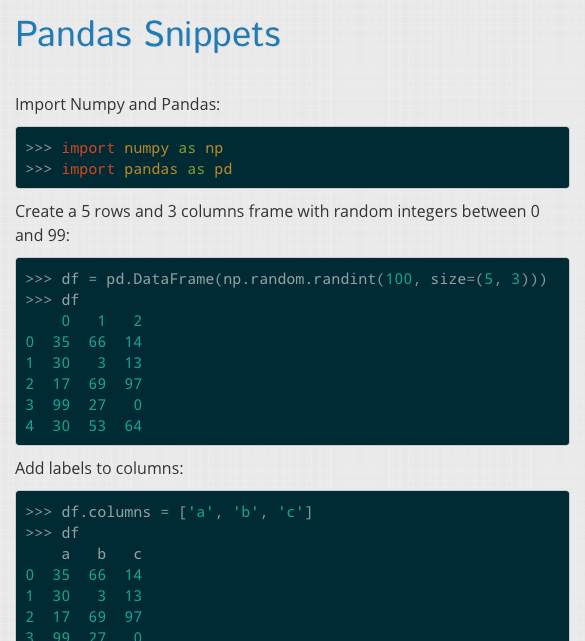 Pandas Snippets
Import Numpy and Pandas:
>>> import numpy as np
>>> import pandas as pd
Create a 5 rows and 3 columns frame with random integers between 0
and 99:
>>> df = pd.DataFrame(np.random.randint(100, size=(5, 3)))
>>> df
    0   1   2
0  35  66  14
1  30   3  13
2  17  69  97
3  99  27   0
4  30  53  64
Add labels to columns:
>>> df.columns = ['a', 'b', 'c']
>>> df
    a   b   c
0  35  66  14
1  30   3  13
2  17  69  97
3  99  27   0